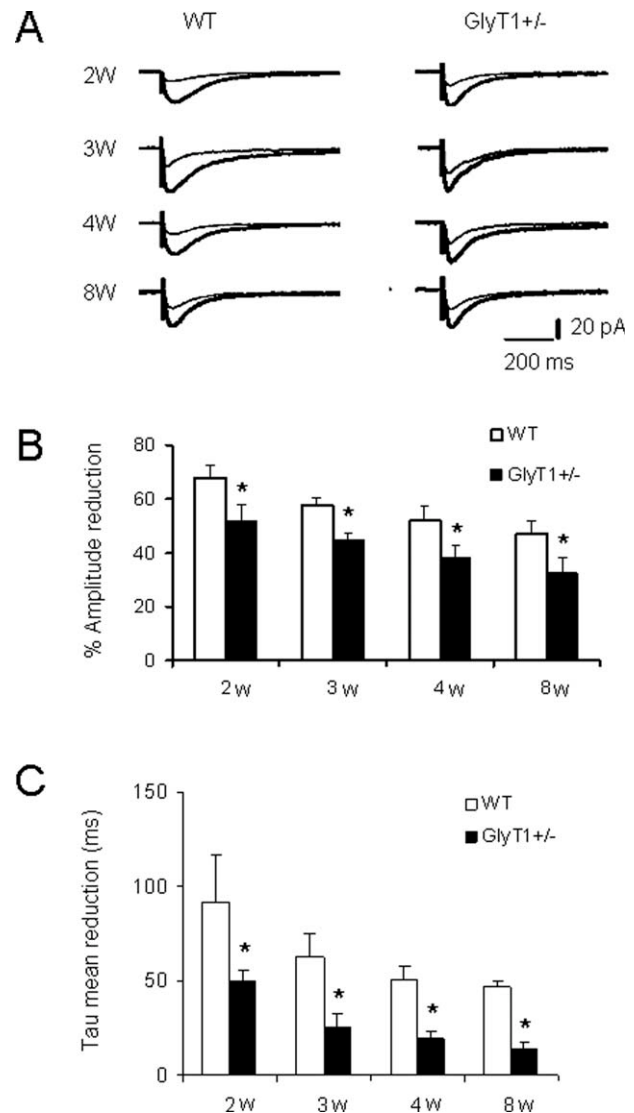 A
WT GlyT1+/-
2W
3W
4W
8W
20 pA
200 ms
B
% Amplitude reduction
80
60
40
20
0
WT
GlyT1+/-
* * * *
2 w 3 w 4 w 8 w
C
Tau mean reduction (ms)
150
100
50
0
WT
GlyT1+/-
* * * *
2 w 3 w 4 w 8 w